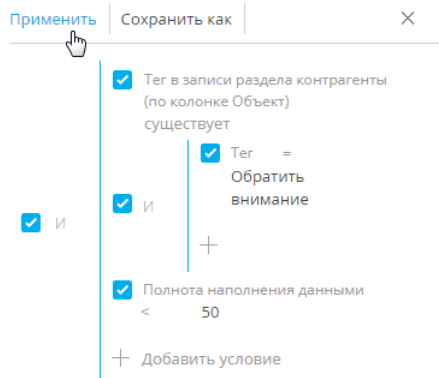 Применить Сохранить как
Тег в записи раздела контрагенты
(по колонке Объект)
существует
Тег =
Обратить
внимание
И
И
Полнота наполнения данными
< 50
Добавить условие